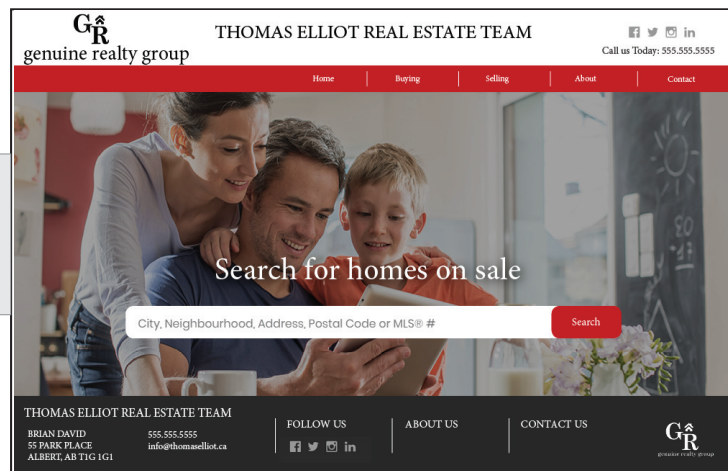 GR
genuine realty group
THOMAS ELLIOT REAL ESTATE TEAM
Call us Today: 555.555.5555
Home
Buying
Selling
About
Contact
Search for homes on sale
City, Neighbourhood, Address, Postal Code or MLS® #
Search
THOMAS ELLIOT REAL ESTATE TEAM
BRIAN DAVID
55 PARK PLACE
ALBERT, AB T1G 1G1
555.555.5555
info@thomaselliot.ca
FOLLOW US
ABOUT US
CONTACT US
GR
genuine realty group